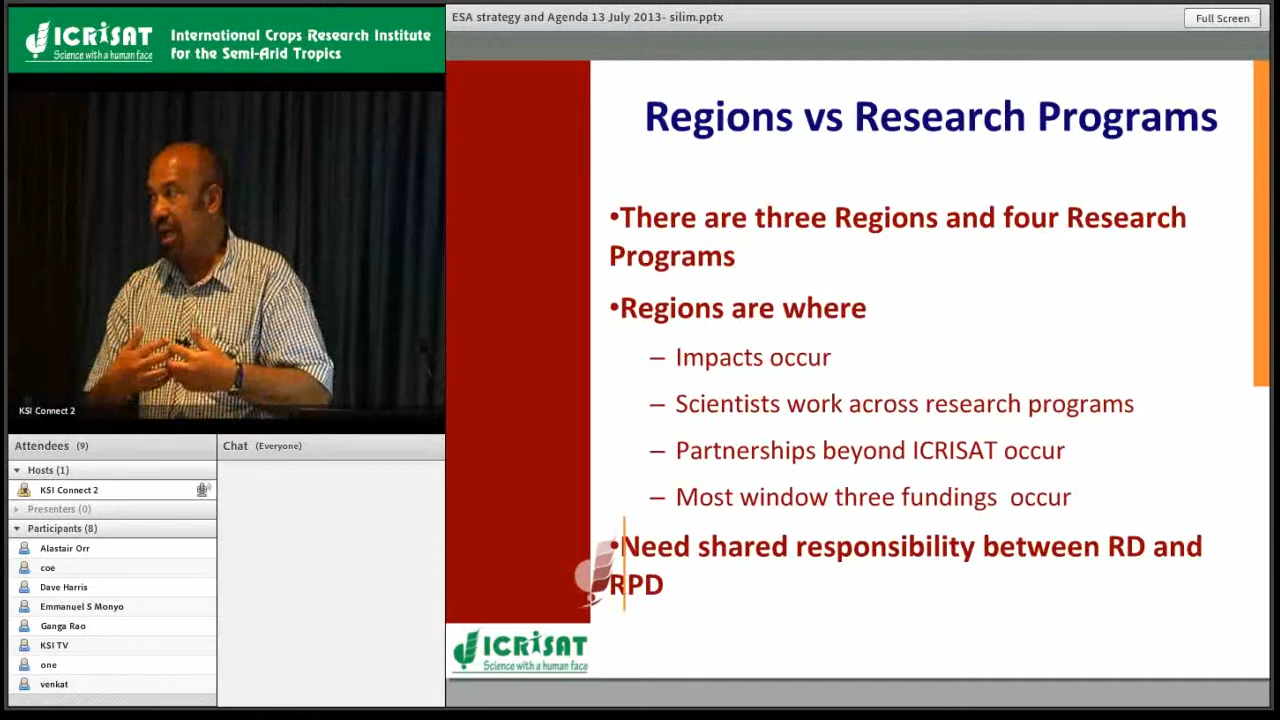 ICRISAT
Science with a human face
International Crops Research Institute
for the Semi-Arid Tropics
KSI Connect 2
Attendees (9)
Hosts (1)
KSI Connect 2
Presenters (0)
Participants (8)
Alastair Orr
coe
Dave Harris
Emmanuel S Monyo
Ganga Rao
KSI TV
one
venkat
Chat (Everyone)
ESA strategy and Agenda 13 July 2013- silim.pptx
Full Screen
Regions vs Research Programs
•There are three Regions and four Research
Programs
•Regions are where
– Impacts occur
– Scientists work across research programs
– Partnerships beyond ICRISAT occur
– Most window three fundings  occur
•Need shared responsibility between RD and
RPD
ICRISAT
Science with a human face